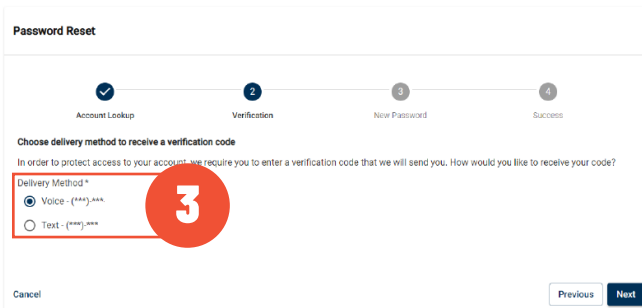 Password Reset
2
3
4
Account Lookup
Verification
New Password
Success
Choose delivery method to receive a verification code
In order to protect access to your account, we require you to enter a verification code that we will send you. How would you like to receive your code?
Delivery Method *
Voice - (***)-***-
Text - (***)-***
3
Cancel
Previous
Next